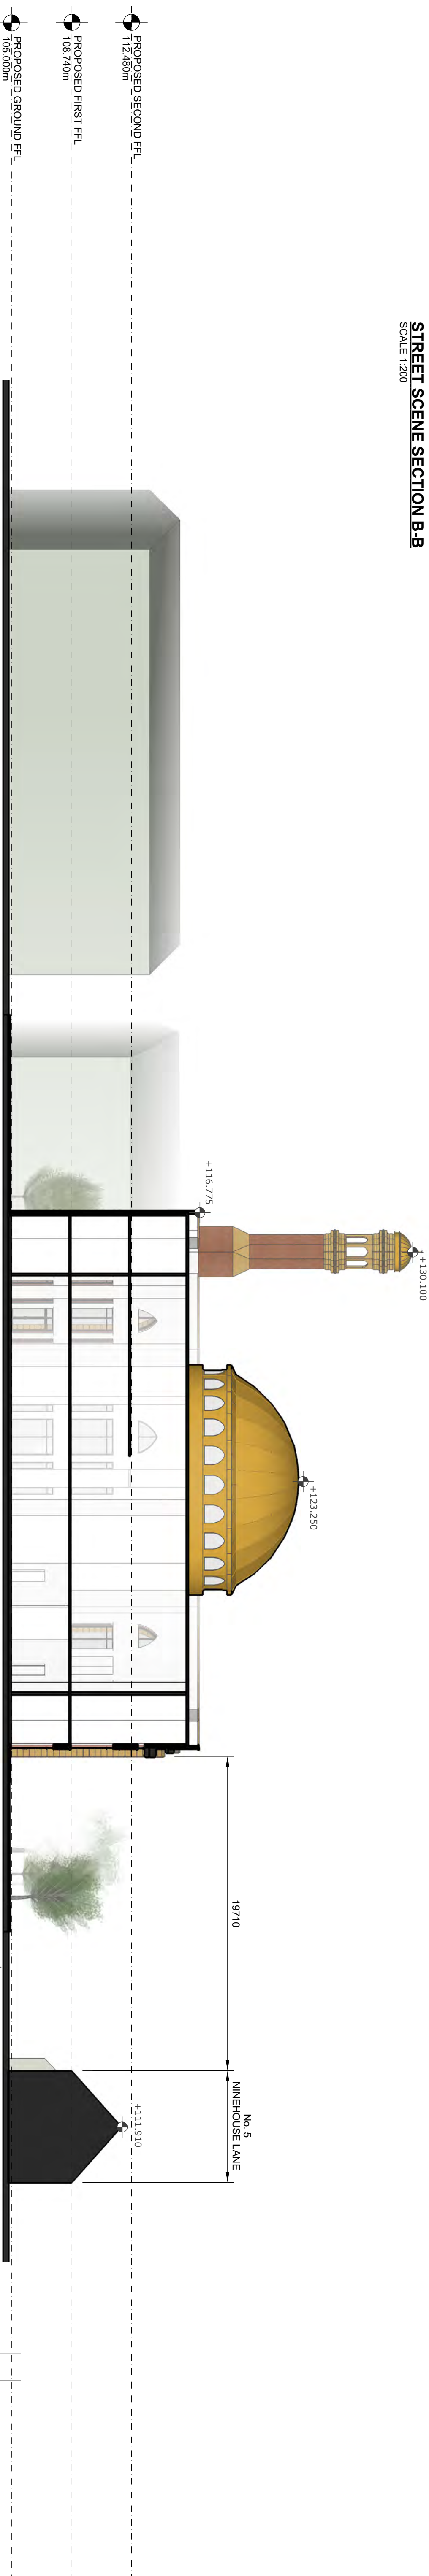 STREET SCENE SECTION B-B
SCALE 1:200
+130.100
+123.250
+116.775
19710
No. 5
NINEHOUSE LANE
+111.910
PROPOSED SECOND FFL
112.480m
PROPOSED FIRST FFL
108.740m
PROPOSED GROUND FFL
105.000m